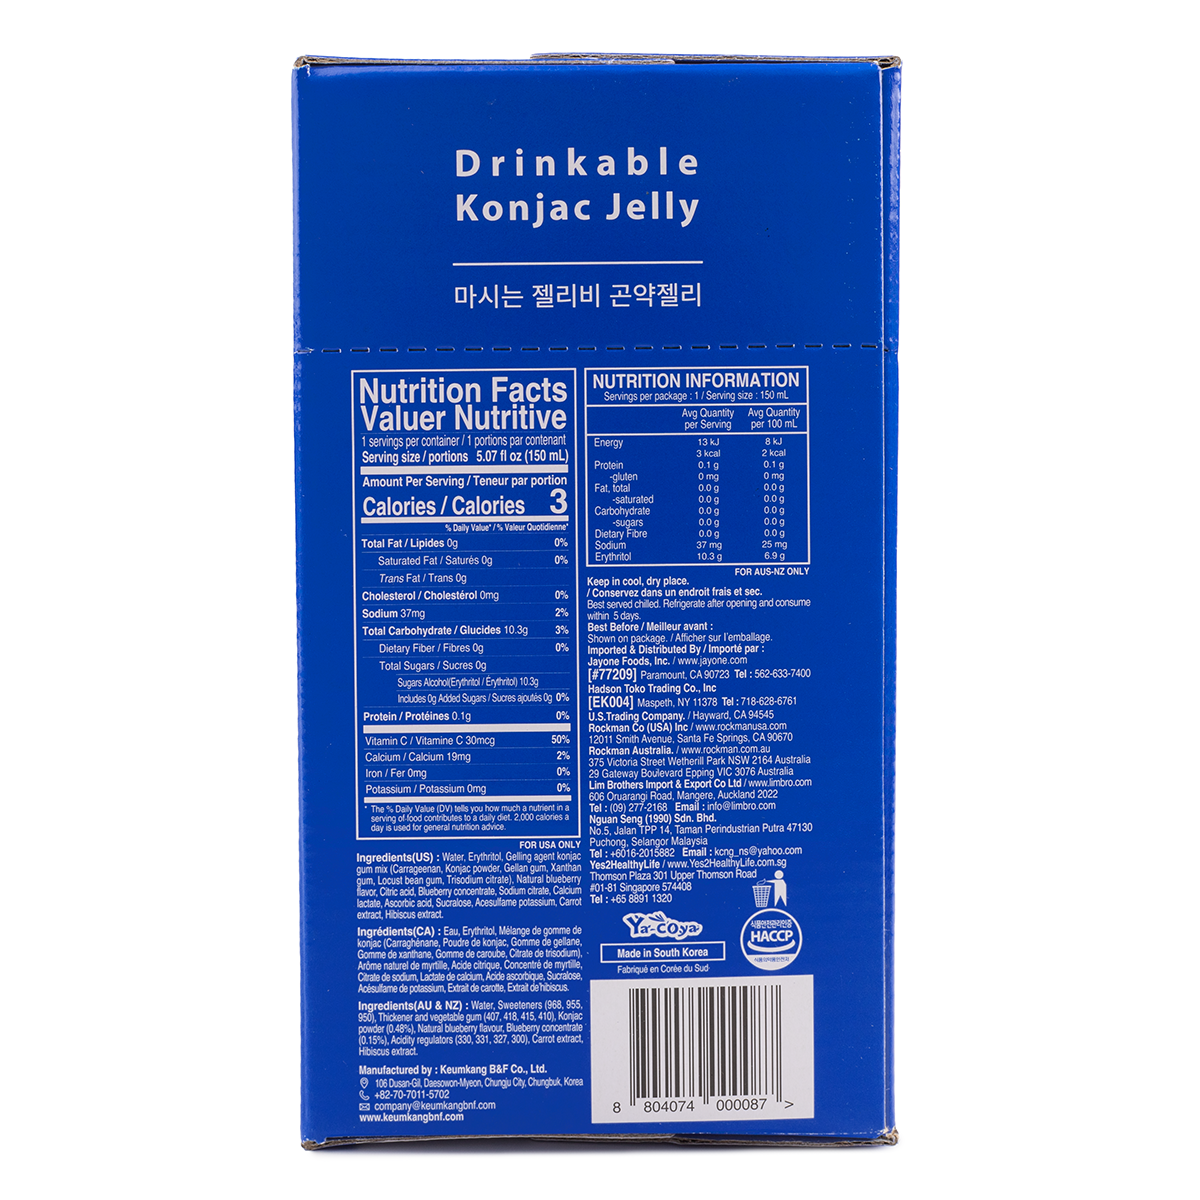 Drinkable
Konjac Jelly
마시는 젤리비 곤약젤리
Nutrition Facts
Valuer Nutritive
1 servings per container / 1 portions par contenant
Serving size / portions 5.07 fl oz (150 mL)
Amount Per Serving / Teneur par portion
Calories / Calories 3
% Daily Value* / % Valeur Quotidienne*
Total Fat / Lipides 0g 0%
Saturated Fat / Saturés 0g 0%
Trans Fat / Trans 0g
Cholesterol / Cholestérol 0mg 0%
Sodium 37mg 2%
Total Carbohydrate / Glucides 10.3g 3%
Dietary Fiber / Fibres 0g 0%
Total Sugars / Sucres 0g
Sugars Alcohol(Erythritol / Érythritol) 10.3g
Includes 0g Added Sugars / Sucres ajoutés 0g 0%
Protein / Protéines 0.1g 0%
Vitamin C / Vitamine C 30mcg 50%
Calcium / Calcium 19mg 2%
Iron / Fer 0mg 0%
Potassium / Potassium 0mg 0%
* The % Daily Value (DV) tells you how much a nutrient in a
serving of food contributes to a daily diet. 2,000 calories a
day is used for general nutrition advice.
FOR USA ONLY
Ingredients(US) : Water, Erythritol, Gelling agent konjac
gum mix (Carrageenan, Konjac powder, Gellan gum, Xanthan
gum, Locust bean gum, Trisodium citrate), Natural blueberry
flavor, Citric acid, Blueberry concentrate, Sodium citrate, Calcium
lactate, Ascorbic acid, Sucralose, Acesulfame potassium, Carrot
extract, Hibiscus extract.
Ingrédients(CA) : Eau, Erythritol, Mélange de gomme de
konjac (Carraghénane, Poudre de konjac, Gomme de gellane,
Gomme de xanthane, Gomme de caroube, Citrate de trisodium),
Arôme naturel de myrtille, Acide citrique, Concentré de myrtille,
Citrate de sodium, Lactate de calcium, Acide ascorbique, Sucralose,
Acésulfame de potassium, Extrait de carotte, Extrait de'hibiscus.
Ingredients(AU & NZ) : Water, Sweeteners (968, 955,
950), Thickener and vegetable gum (407, 418, 415, 410), Konjac
powder (0.48%), Natural blueberry flavour, Blueberry concentrate
(0.15%), Acidity regulators (330, 331, 327, 300), Carrot extract,
Hibiscus extract.
Manufactured by : Keumkang B&F Co., Ltd.
106 Dusan-Gil, Daesowon-Myeon, Chungju City, Chungbuk, Korea
+82-70-7011-5702
company@keumkangbnf.com
www.keumkangbnf.com
NUTRITION INFORMATION
Servings per package : 1 / Serving size : 150 mL
Avg Quantity Avg Quantity
per Serving per 100 mL
Energy 13 kJ 8 kJ
3 kcal 2 kcal
Protein 0.1 g 0.1 g
-gluten 0 mg 0 mg
Fat, total 0.0 g 0.0 g
-saturated 0.0 g 0.0 g
Carbohydrate 0.0 g 0.0 g
-sugars 0.0 g 0.0 g
Dietary Fibre 0.0 g 0.0 g
Sodium 37 mg 25 mg
Erythritol 10.3 g 6.9 g
FOR AUS-NZ ONLY
Keep in cool, dry place.
/ Conservez dans un endroit frais et sec.
Best served chilled. Refrigerate after opening and consume
within 5 days.
Best Before / Meilleur avant :
Shown on package. / Afficher sur l'emballage.
Imported & Distributed By / Importé par :
Jayone Foods, Inc. / www.jayone.com
[#77209] Paramount, CA 90723 Tel : 562-633-7400
Hadson Toko Trading Co., Inc
[EK004] Maspeth, NY 11378 Tel : 718-628-6761
U.S.Trading Company. / Hayward, CA 94545
Rockman Co (USA) Inc / www.rockmanusa.com
12011 Smith Avenue, Santa Fe Springs, CA 90670
Rockman Australia. / www.rockman.com.au
375 Victoria Street Wetherill Park NSW 2164 Australia
29 Gateway Boulevard Epping VIC 3076 Australia
Lim Brothers Import & Export Co Ltd / www.limbro.com
606 Oruarangi Road, Mangere, Auckland 2022
Tel : (09) 277-2168 Email : info@limbro.com
Nguan Seng (1990) Sdn. Bhd.
No.5, Jalan TPP 14, Taman Perindustrian Putra 47130
Puchong, Selangor Malaysia
Tel : +6016-2015882 Email : kcng_ns@yahoo.com
Yes2HealthyLife / www.Yes2HealthyLife.com.sg
Thomson Plaza 301 Upper Thomson Road
#01-81 Singapore 574408
Tel : +65 8891 1320
Ya-coya
Made in South Korea
Fabriqué en Corée du Sud
식품안전관리인증
HACCP
식품의약품안전처
8 804074 000087 >